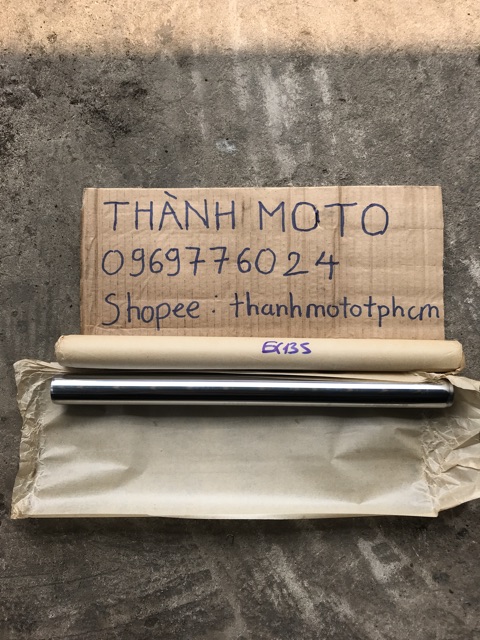 THÀNH MOTO
0969776024
Shopee: thanhmototphcm
EX135